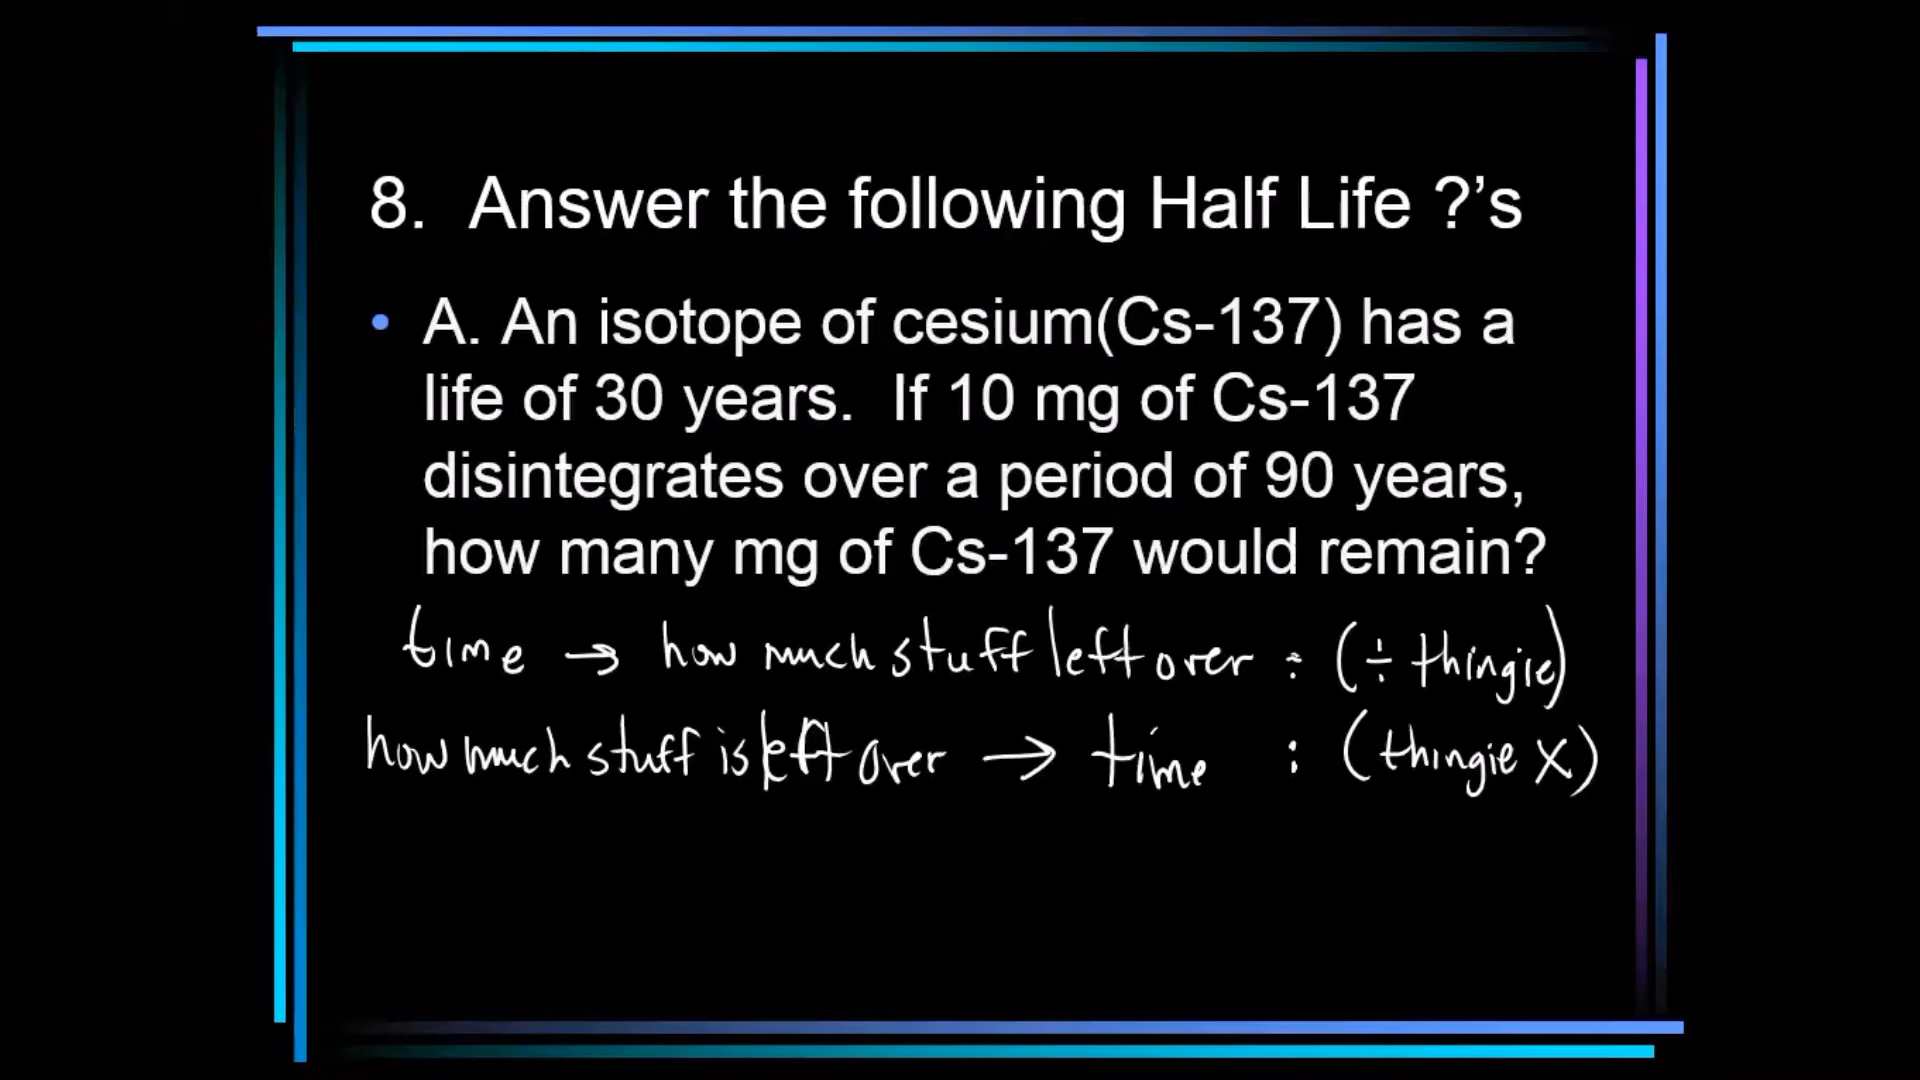 8. Answer the following Half Life ?’s
• A. An isotope of cesium(Cs-137) has a
life of 30 years. If 10 mg of Cs-137
disintegrates over a period of 90 years,
how many mg of Cs-137 would remain?
time → how much stuff left over : (÷ thingie)
how much stuff is left over → time : (thingie X)